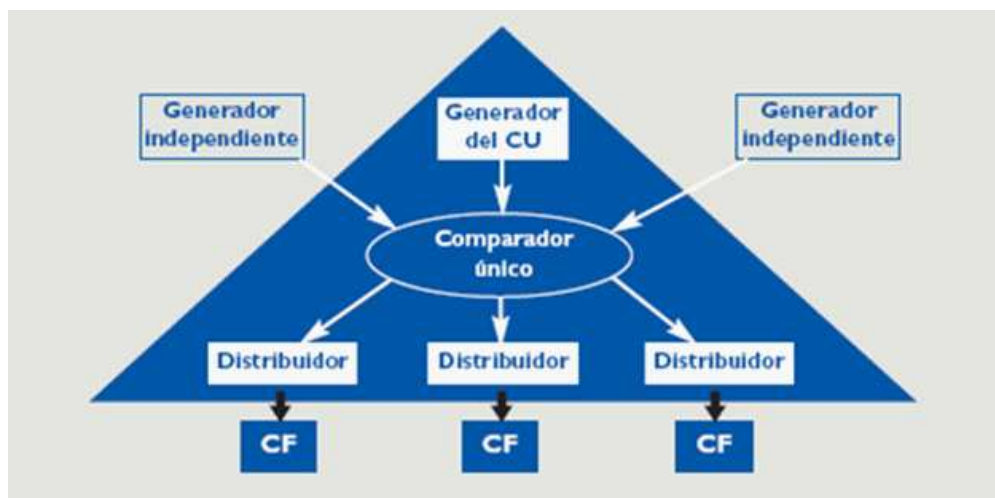 Generador
independiente
Generador
del CU
Generador
independiente
Comparador
único
Distribuidor
Distribuidor
Distribuidor
CF
CF
CF